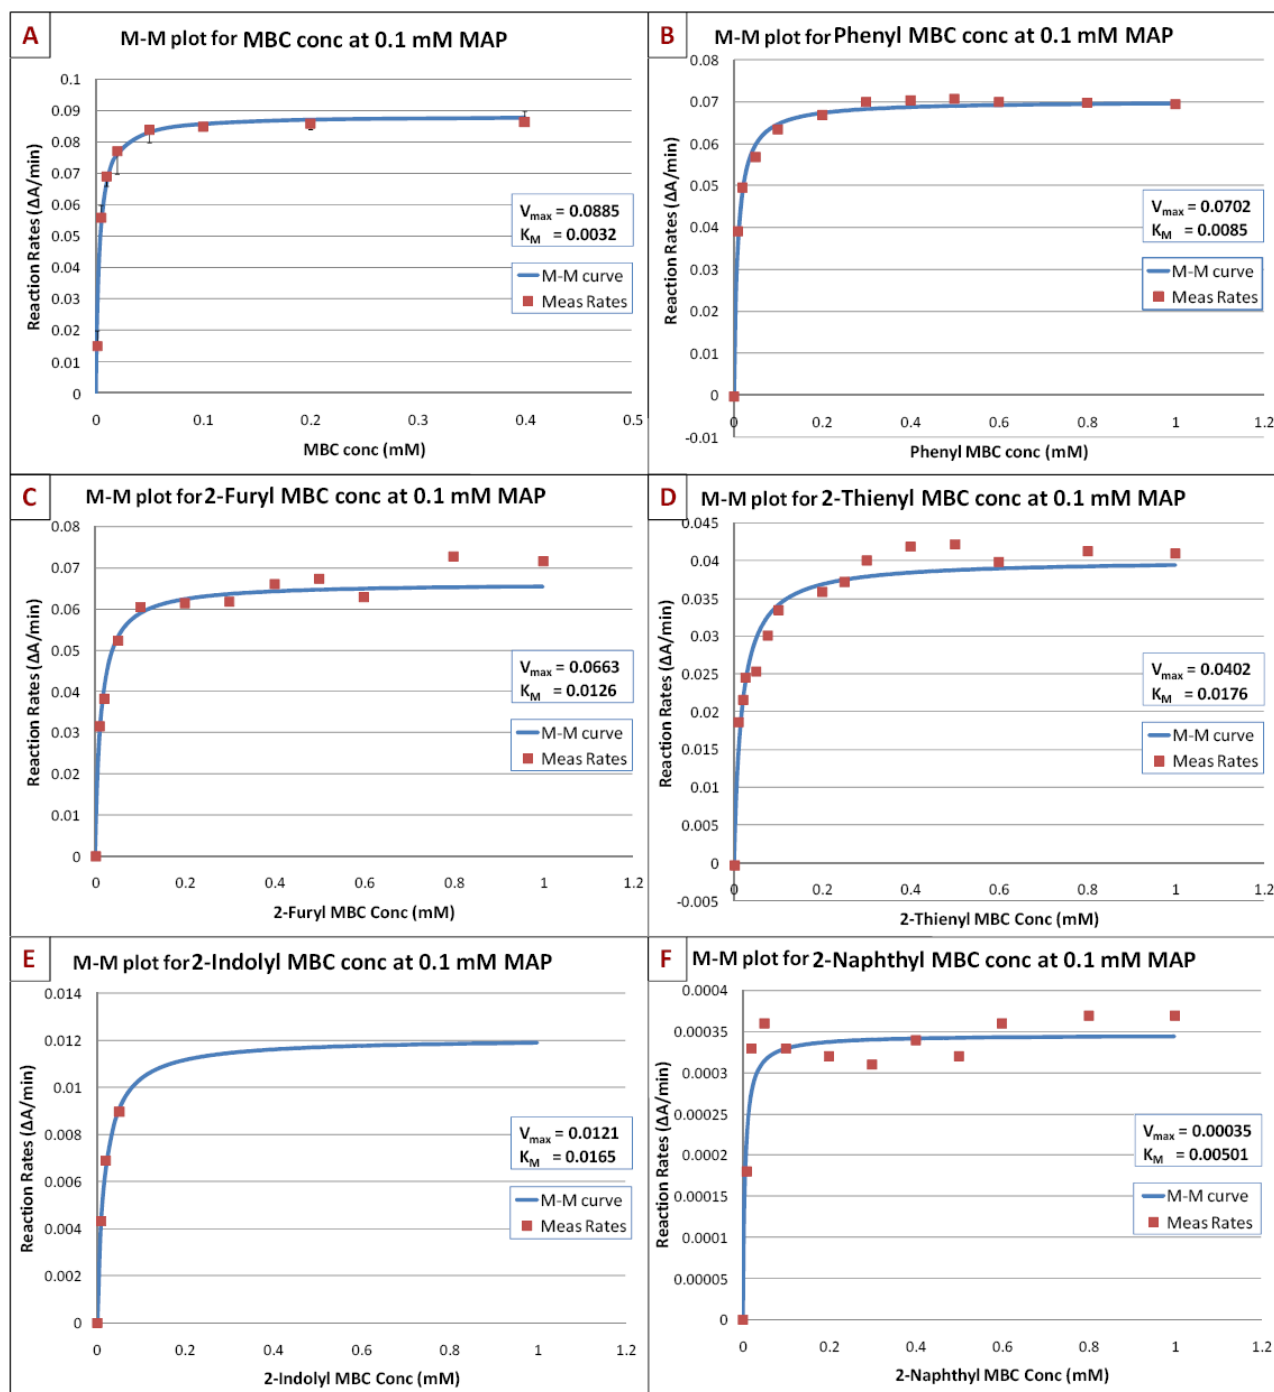 A
M-M plot for MBC conc at 0.1 mM MAP
Reaction Rates (ΔA/min)
0.1
0.09
0.08
0.07
0.06
0.05
0.04
0.03
0.02
0.01
0
Vmax = 0.0885
KM = 0.0032
M-M curve
Meas Rates
0 0.1 0.2 0.3 0.4 0.5
MBC conc (mM)
B
M-M plot for Phenyl MBC conc at 0.1 mM MAP
Reaction Rates (ΔA/min)
0.08
0.07
0.06
0.05
0.04
0.03
0.02
0.01
0
-0.01
Vmax = 0.0702
KM = 0.0085
M-M curve
Meas Rates
0 0.2 0.4 0.6 0.8 1 1.2
Phenyl MBC conc (mM)
C
M-M plot for 2-Furyl MBC conc at 0.1 mM MAP
Reaction Rates (ΔA/min)
0.08
0.07
0.06
0.05
0.04
0.03
0.02
0.01
0
Vmax = 0.0663
KM = 0.0126
M-M curve
Meas Rates
0 0.2 0.4 0.6 0.8 1 1.2
2-Furyl MBC Conc (mM)
D
M-M plot for 2-Thienyl MBC conc at 0.1 mM MAP
Reaction Rates (ΔA/min)
0.045
0.04
0.035
0.03
0.025
0.02
0.015
0.01
0.005
0
-0.005
Vmax = 0.0402
KM = 0.0176
M-M curve
Meas Rates
0 0.2 0.4 0.6 0.8 1 1.2
2-Thienyl MBC Conc (mM)
E
M-M plot for 2-Indolyl MBC conc at 0.1 mM MAP
Reaction Rates (ΔA/min)
0.014
0.012
0.01
0.008
0.006
0.004
0.002
0
Vmax = 0.0121
KM = 0.0165
M-M curve
Meas Rates
0 0.2 0.4 0.6 0.8 1 1.2
2-Indolyl MBC Conc (mM)
F
M-M plot for 2-Naphthyl MBC conc at 0.1 mM MAP
Reaction Rates (ΔA/min)
0.0004
0.00035
0.0003
0.00025
0.0002
0.00015
0.0001
0.00005
0
Vmax = 0.00035
KM = 0.00501
M-M curve
Meas Rates
0 0.2 0.4 0.6 0.8 1 1.2
2-Naphthyl MBC Conc (mM)